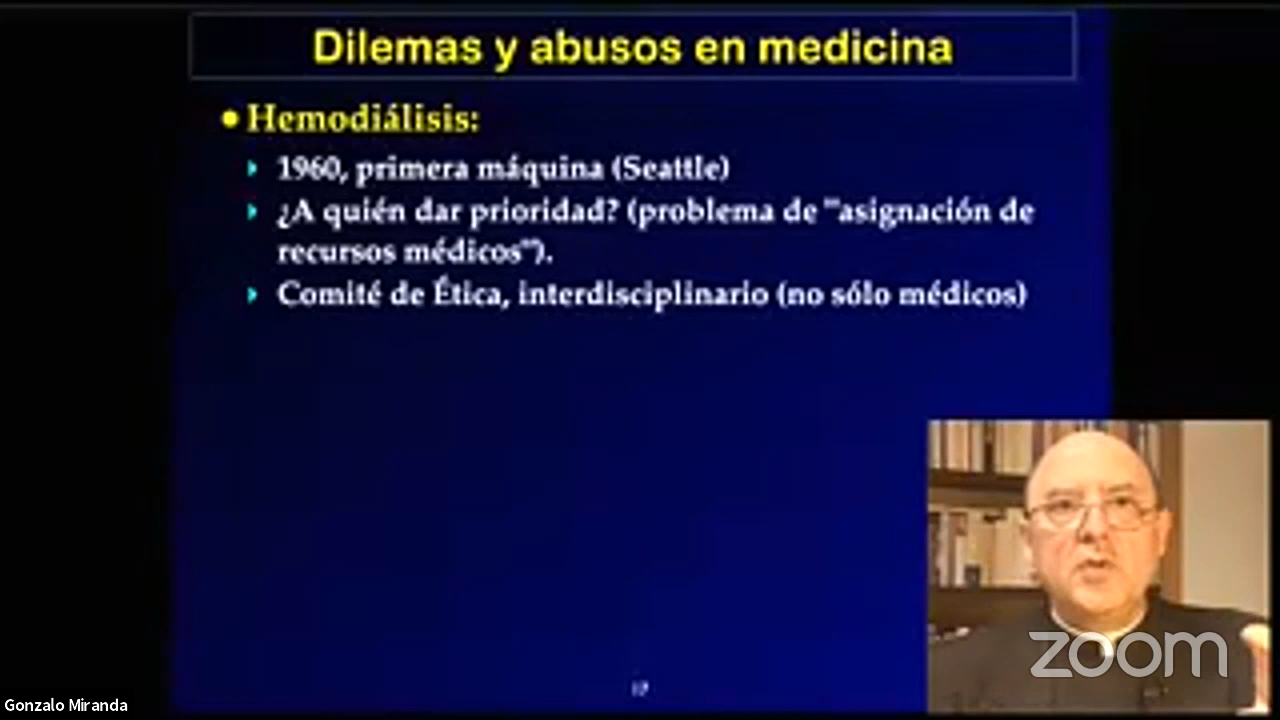 Dilemas y abusos en medicina
Hemodiálisis:
1960, primera máquina (Seattle)
¿A quién dar prioridad? (problema de "asignación de
recursos médicos").
Comité de Ética, interdisciplinario (no sólo médicos)
zoom
Gonzalo Miranda